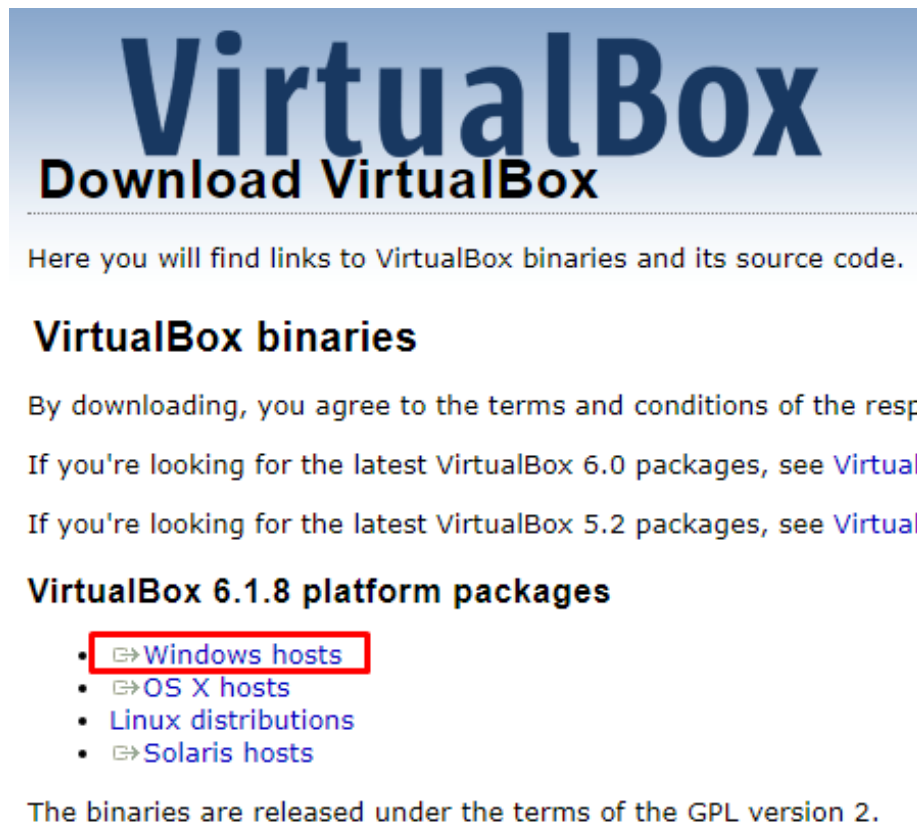 VirtualBox
Download VirtualBox
Here you will find links to VirtualBox binaries and its source code.
VirtualBox binaries
By downloading, you agree to the terms and conditions of the
If you're looking for the latest VirtualBox 6.0 packages, see
If you're looking for the latest VirtualBox 5.2 packages, see
VirtualBox 6.1.8 platform packages
Windows hosts
OS X hosts
Linux distributions
Solaris hosts
The binaries are released under the terms of the GPL version 2.